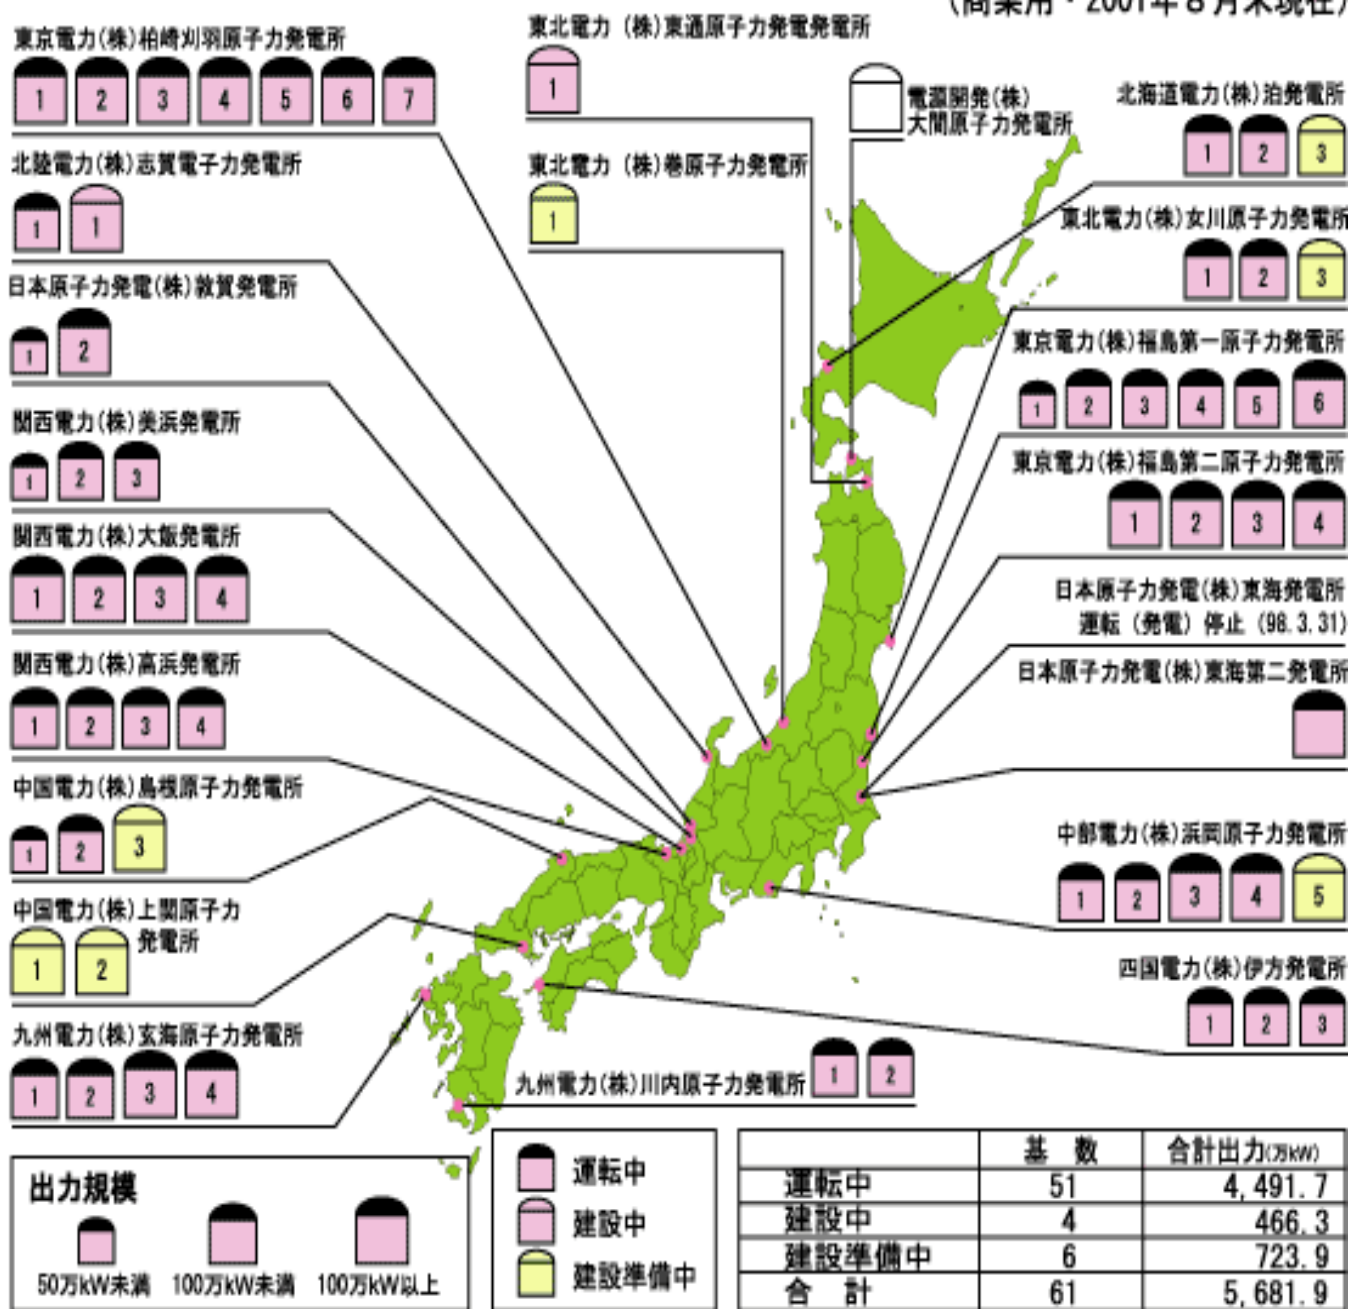 (商業用・2001年8月末現在)
東京電力(株)柏崎刈羽原子力発電所
1 2 3 4 5 6 7
東北電力 (株)東通原子力発電発電所
1
電源開発(株)
大間原子力発電所
北海道電力(株)泊発電所
1 2 3
北陸電力(株)志賀電子力発電所
1 1
東北電力 (株)巻原子力発電所
1
東北電力(株)女川原子力発電所
1 2 3
日本原子力発電(株)敦賀発電所
1 2
東京電力(株)福島第一原子力発電所
1 2 3 4 5 6
関西電力(株)美浜発電所
1 2 3
東京電力(株)福島第二原子力発電所
1 2 3 4
関西電力(株)大飯発電所
1 2 3 4
日本原子力発電(株)東海発電所
運転(発電)停止(98.3.31)
関西電力(株)高浜発電所
1 2 3 4
日本原子力発電(株)東海第二発電所
中国電力(株)島根原子力発電所
1 2 3
中部電力(株)浜岡原子力発電所
1 2 3 4 5
中国電力(株)上関原子力
発電所
1 2
四国電力(株)伊方発電所
1 2 3
九州電力(株)玄海原子力発電所
1 2 3 4
九州電力(株)川内原子力発電所
1 2
出力規模
50万kW未満 100万kW未満 100万kW以上
運転中
建設中
建設準備中
基 数 合計出力(万kW)
運転中 51 4,491.7
建設中 4 466.3
建設準備中 6 723.9
合 計 61 5,681.9